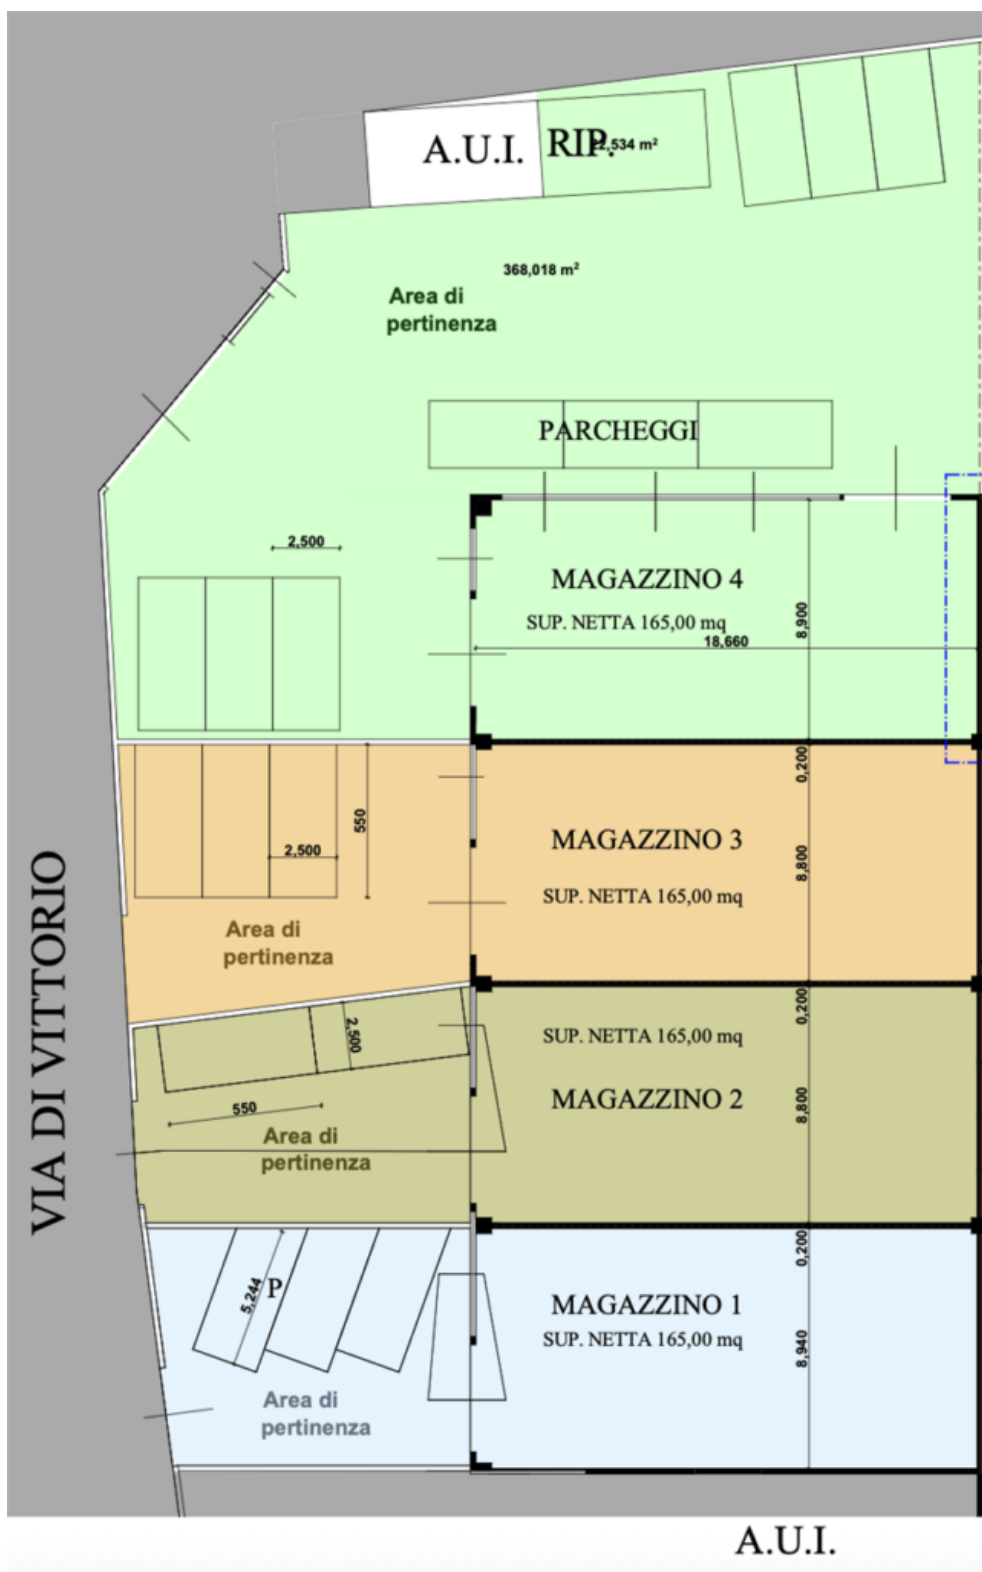 A.U.I.
RIP.
22,534 m²
368,018 m²
Area di
pertinenza
PARCHEGGI
2,500
MAGAZZINO 4
SUP. NETTA 165,00 mq
18,660
8,900
0,200
550
2,500
MAGAZZINO 3
8,800
SUP. NETTA 165,00 mq
Area di
pertinenza
VIA DI VITTORIO
0,200
2,500
SUP. NETTA 165,00 mq
MAGAZZINO 2
8,800
550
Area di
pertinenza
0,200
P
5,244
MAGAZZINO 1
SUP. NETTA 165,00 mq
8,940
Area di
pertinenza
A.U.I.